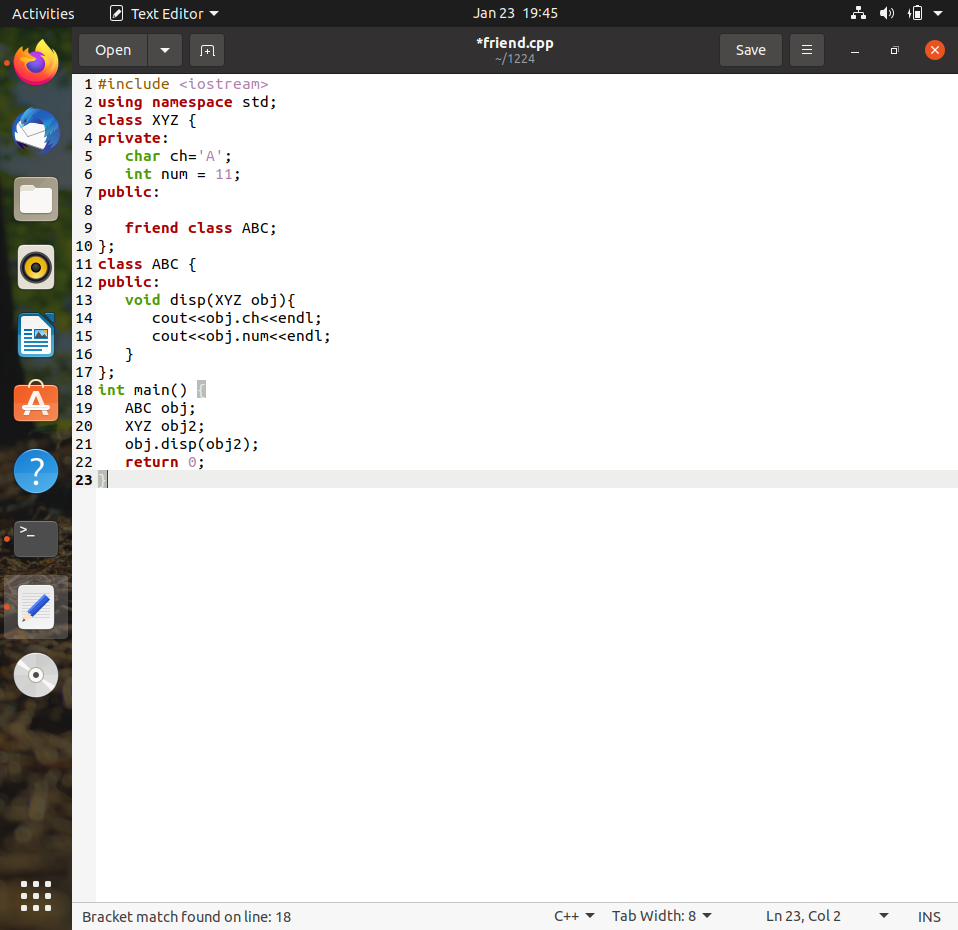 Activities Text Editor Jan 23 19:45
Open *friend.cpp Save
~/1224
1 #include <iostream>
2 using namespace std;
3 class XYZ {
4 private:
5    char ch='A';
6    int num = 11;
7 public:
8
9    friend class ABC;
10 };
11 class ABC {
12 public:
13    void disp(XYZ obj){
14       cout<<obj.ch<<endl;
15       cout<<obj.num<<endl;
16    }
17 };
18 int main() {
19    ABC obj;
20    XYZ obj2;
21    obj.disp(obj2);
22    return 0;
23 }
Bracket match found on line: 18 C++ Tab Width: 8 Ln 23, Col 2 INS